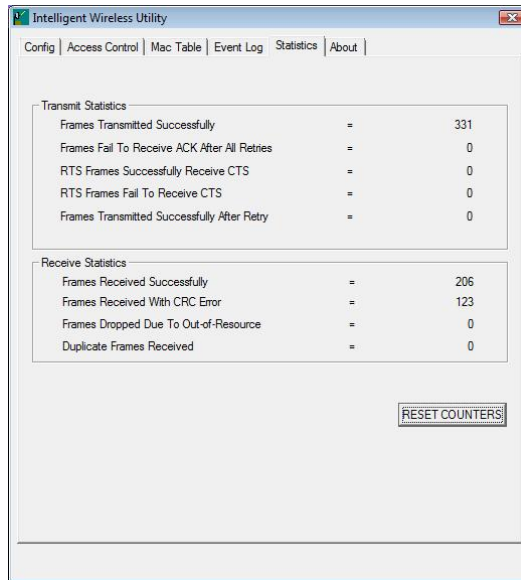 Intelligent Wireless Utility
Config Access Control Mac Table Event Log Statistics About
Transmit Statistics
Frames Transmitted Successfully = 331
Frames Fail To Receive ACK After All Retries = 0
RTS Frames Successfully Receive CTS = 0
RTS Frames Fail To Receive CTS = 0
Frames Transmitted Successfully After Retry = 0
Receive Statistics
Frames Received Successfully = 206
Frames Received With CRC Error = 123
Frames Dropped Due To Out-of-Resource = 0
Duplicate Frames Received = 0
RESET COUNTERS